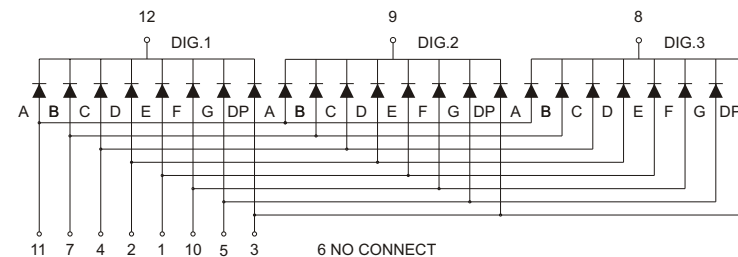 12 9 8
DIG.1 DIG.2 DIG.3
A B C D E F G DP A B C D E F G DP A B C D E F G DP
11 7 4 2 1 10 5 3 6 NO CONNECT